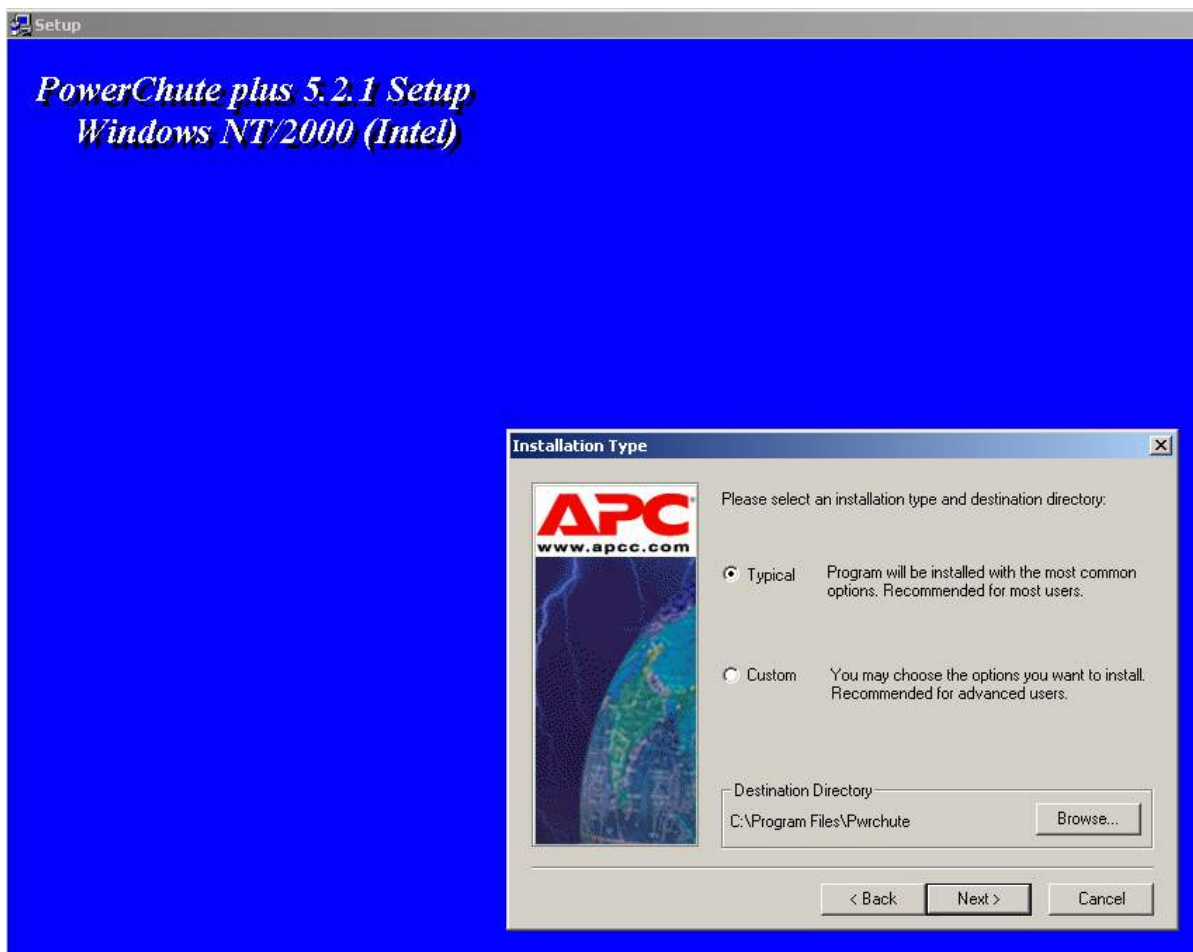 Setup
PowerChute plus 5.2.1 Setup
Windows NT/2000 (Intel)
Installation Type
APC
www.apcc.com
Please select an installation type and destination directory:
Typical
Program will be installed with the most common
options. Recommended for most users.
Custom
You may choose the options you want to install.
Recommended for advanced users.
Destination Directory
C:\Program Files\Pwrchute
Browse...
< Back
Next >
Cancel